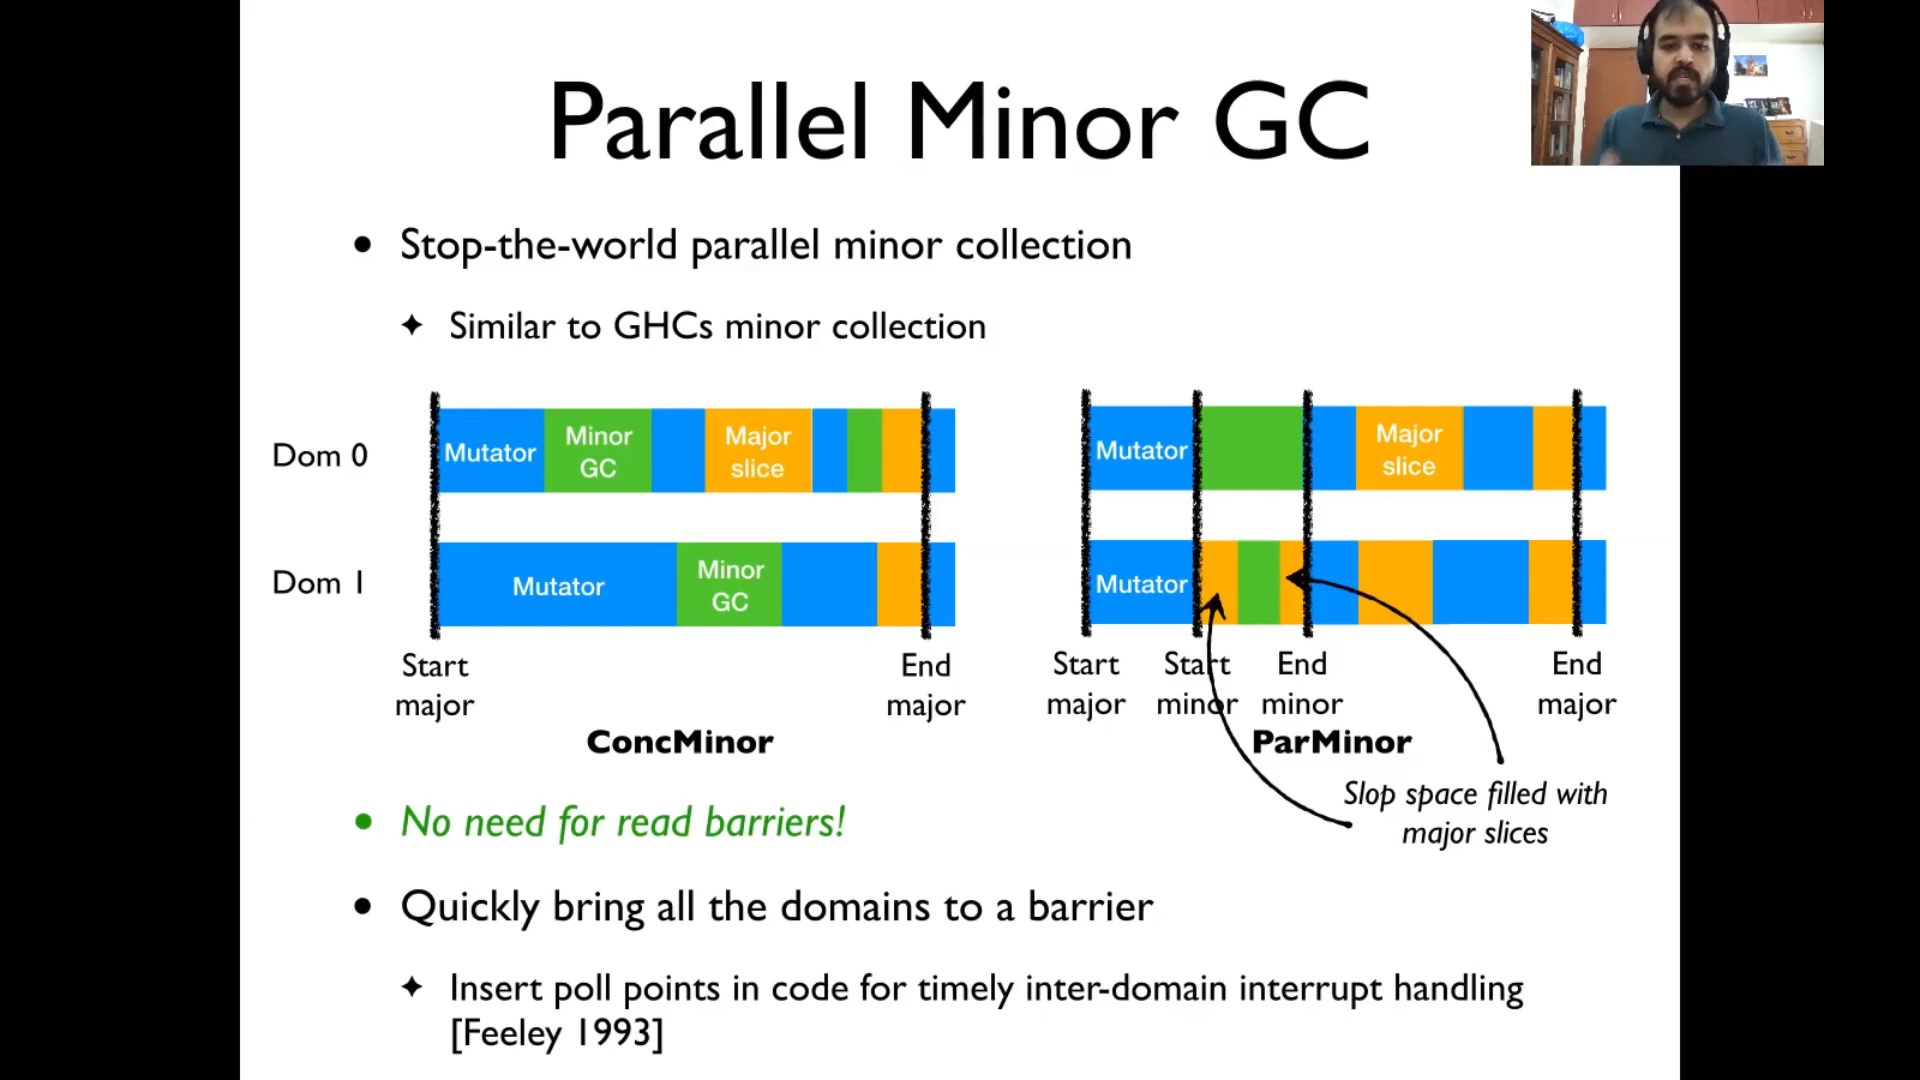 Parallel Minor GC
• Stop-the-world parallel minor collection
✦ Similar to GHCs minor collection
Dom 0
Mutator
Minor
GC
Major
slice
Dom 1
Mutator
Minor
GC
Start
major
End
major
ConcMinor
Mutator
Major
slice
Mutator
Start
major
Start
minor
End
minor
End
major
ParMinor
Slop space filled with
major slices
• No need for read barriers!
• Quickly bring all the domains to a barrier
✦ Insert poll points in code for timely inter-domain interrupt handling
[Feeley 1993]